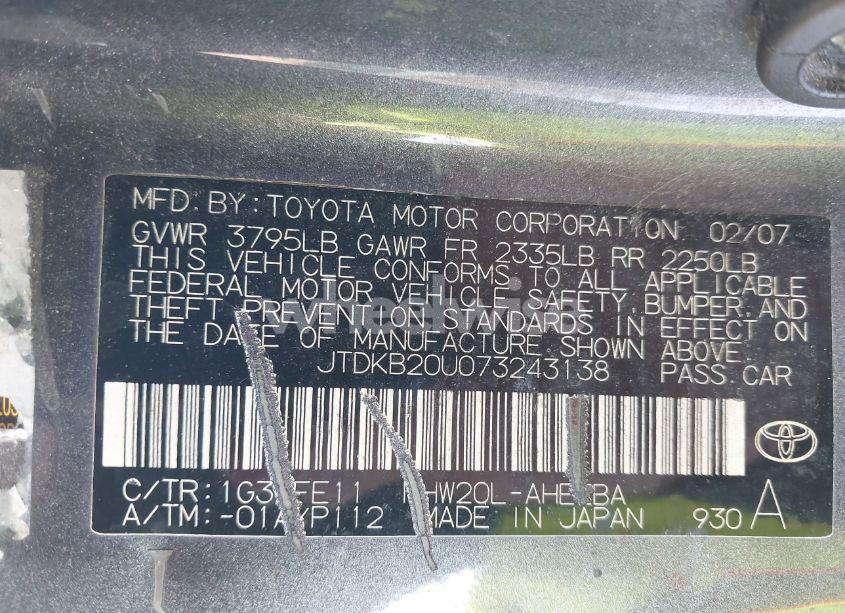 MFD. BY: TOYOTA MOTOR CORPORATION 02/07
GVWR 3795LB GAWR FR 2335LB RR 2250LB
THIS VEHICLE CONFORMS TO ALL APPLICABLE
FEDERAL MOTOR VEHICLE SAFETY, BUMPER, AND
THEFT PREVENTION STANDARDS IN EFFECT ON
THE DATE OF MANUFACTURE SHOWN ABOVE.
JTDKB20U073243138 PASS. CAR
C/TR: A
A/TM: MADE IN JAPAN 930